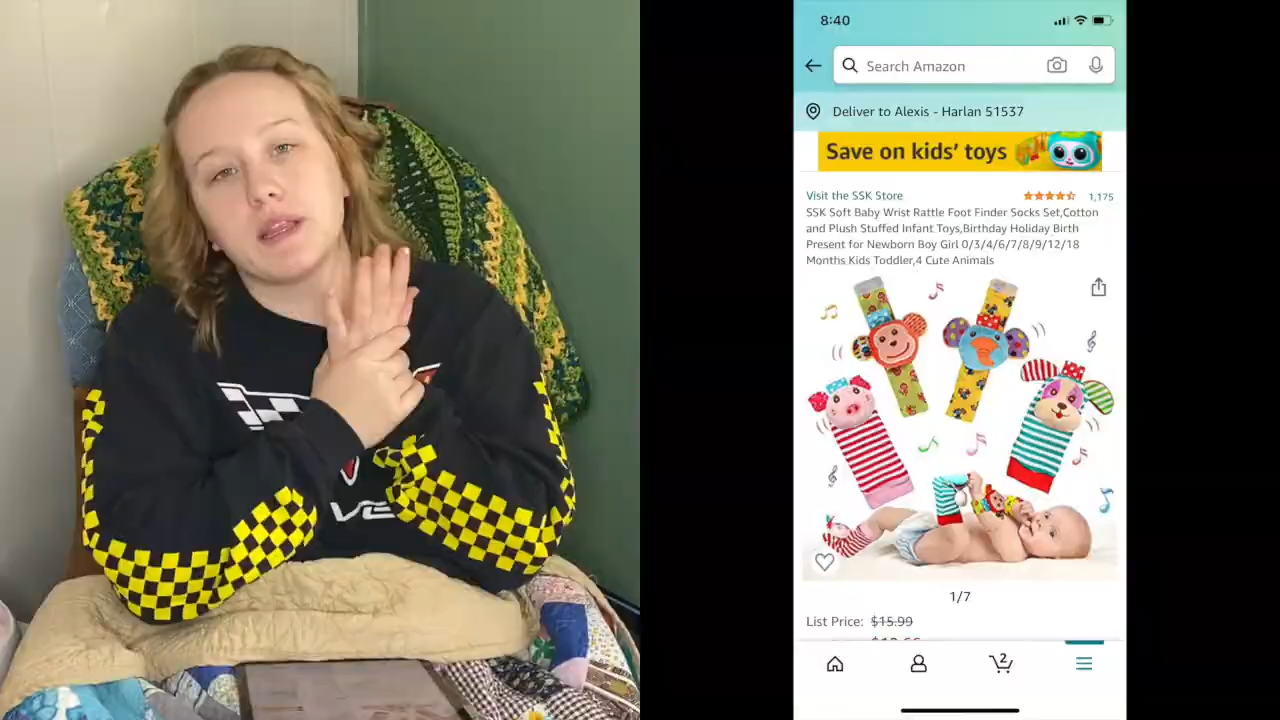 8:40
Search Amazon
Deliver to Alexis - Harlan 51537
Save on kids' toys
Visit the SSK Store
1,175
SSK Soft Baby Wrist Rattle Foot Finder Socks Set,Cotton
and Plush Stuffed Infant Toys,Birthday Holiday Birth
Present for Newborn Boy Girl 0/3/4/6/7/8/9/12/18
Months Kids Toddler,4 Cute Animals
1/7
List Price: $15.99
2